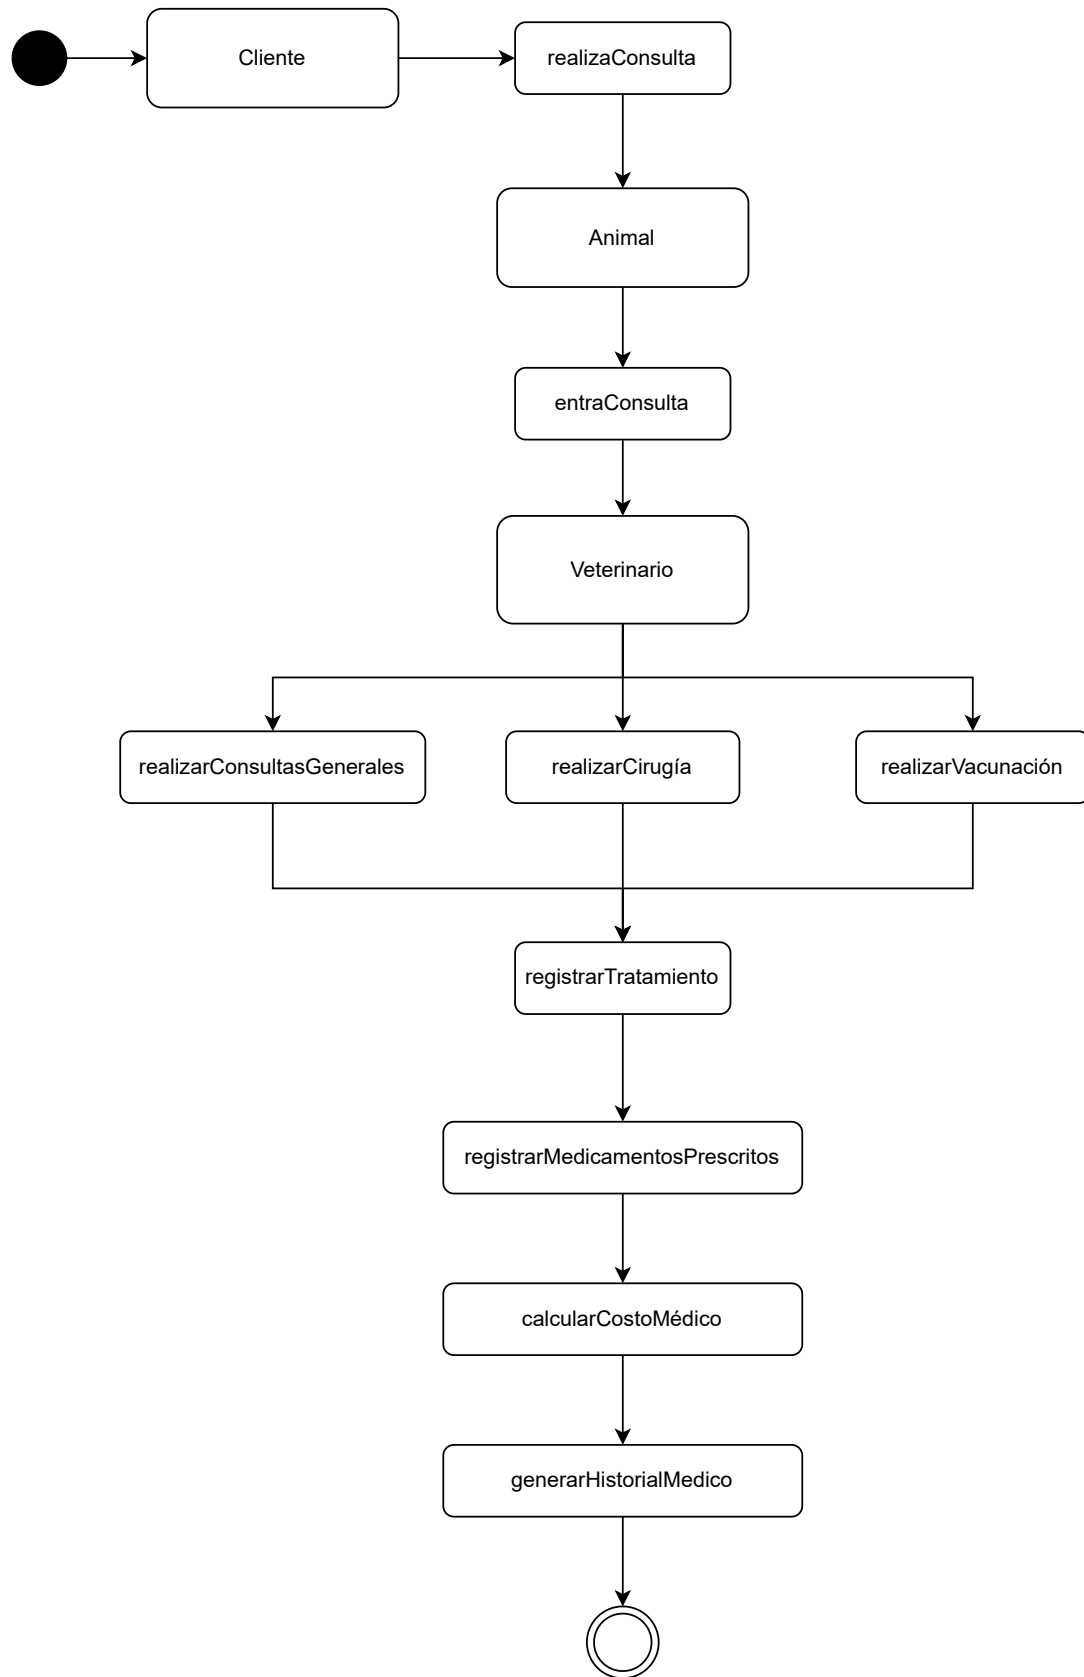 Cliente
realizaConsulta
Animal
entraConsulta
Veterinario
realizarConsultasGenerales
realizarCirugía
realizarVacunación
registrarTratamiento
registrarMedicamentosPrescritos
calcularCostoMédico
generarHistorialMedico